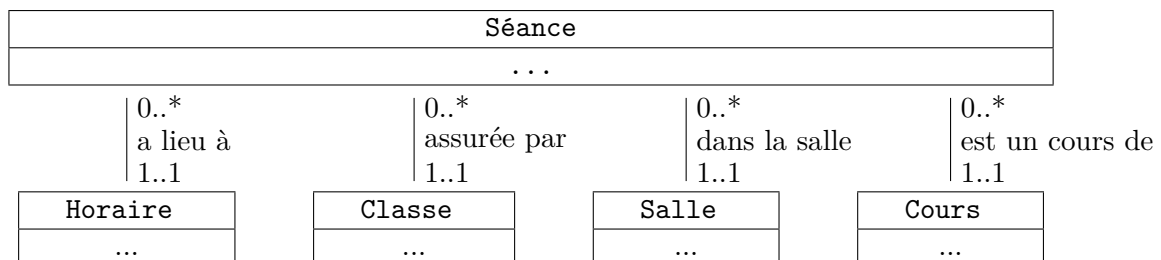 Séance
...
0..* 0..* 0..* 0..*
a lieu à assurée par dans la salle est un cours de
1..1 1..1 1..1 1..1
Horaire Classe Salle Cours
... ... ... ...